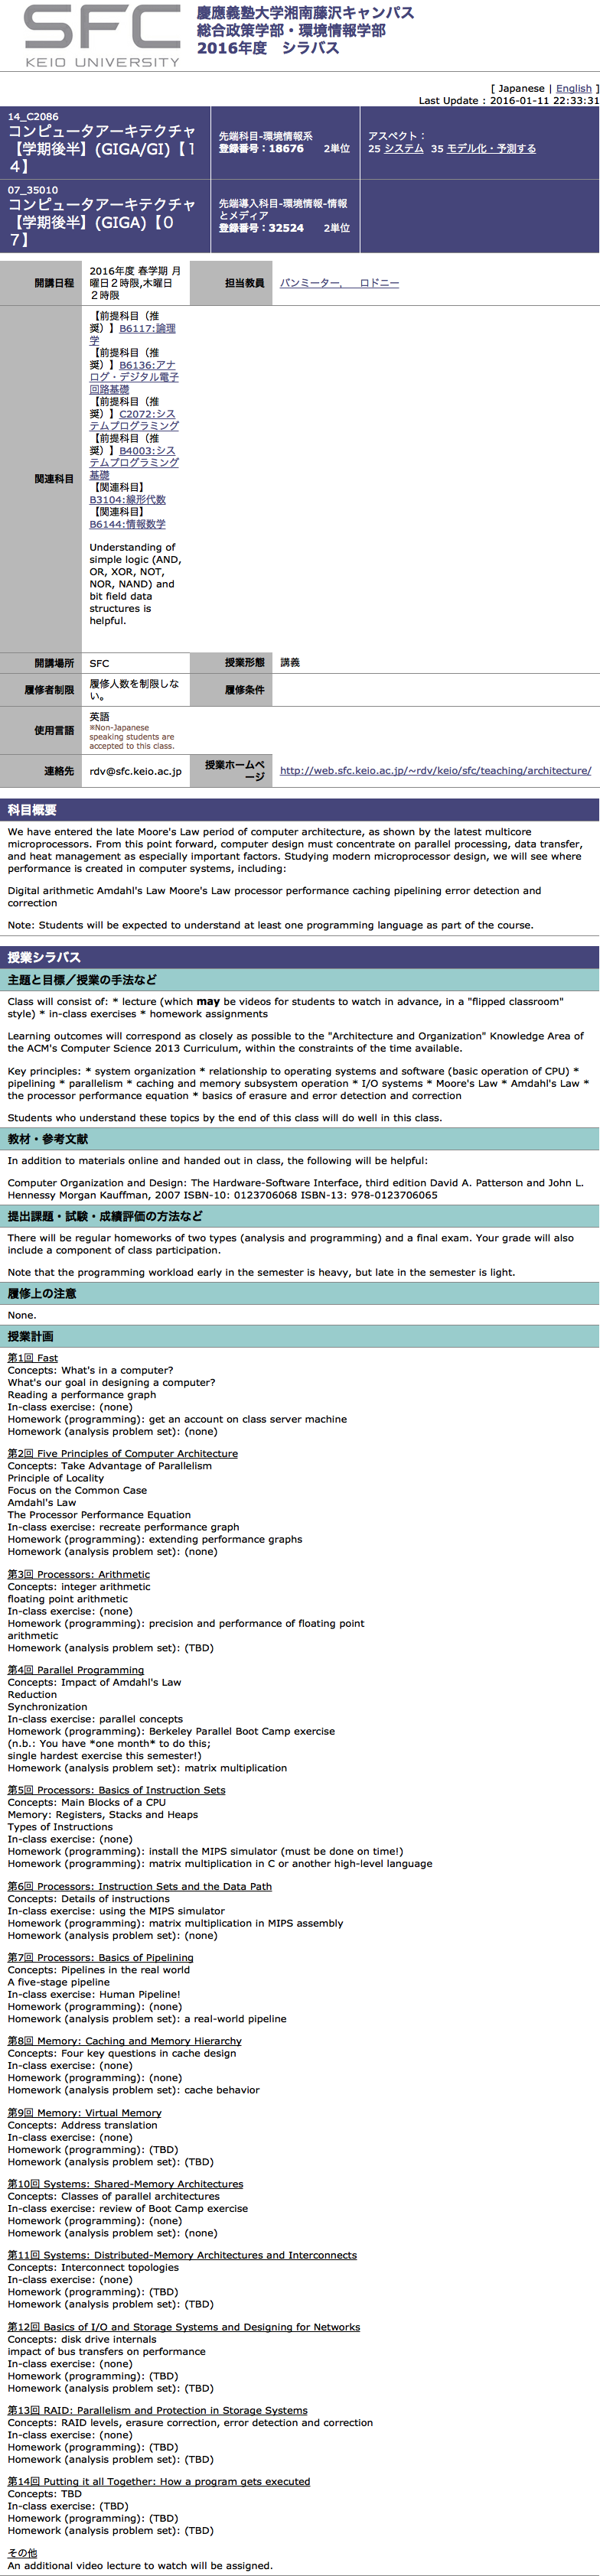 SFC
KEIO UNIVERSITY
慶應義塾大学湘南藤沢キャンパス
総合政策学部・環境情報学部
2016年度 シラバス
[ Japanese | English ]
Last Update : 2016-01-11 22:33:31
14_C2086
コンピュータアーキテクチャ
【学期後半】(GIGA/GI)【１
４】
先端科目-環境情報系
登録番号：18676 2単位
アスペクト：
25 システム 35 モデル化・予測する
07_35010
コンピュータアーキテクチャ
【学期後半】(GIGA)【０
７】
先端導入科目-環境情報-情報
とメディア
登録番号：32524 2単位
開講日程
2016年度 春学期 月
曜日２時限,木曜日
２時限
担当教員
バンミーター, ロドニー
関連科目
【前提科目（推
奨）】B6117:論理
学
【前提科目（推
奨）】B6136:アナ
ログ・デジタル電子
回路基礎
【前提科目（推
奨）】C2072:シス
テムプログラミング
【前提科目（推
奨）】B4003:シス
テムプログラミング
基礎
【関連科目】
B3104:線形代数
【関連科目】
B6144:情報数学
Understanding of
simple logic (AND,
OR, XOR, NOT,
NOR, NAND) and
bit field data
structures is
helpful.
開講場所
SFC
授業形態
講義
履修者制限
履修人数を制限しな
い。
履修条件
使用言語
英語
※Non-Japanese
speaking students are
accepted to this class.
連絡先
rdv@sfc.keio.ac.jp
授業ホームペ
ージ
http://web.sfc.keio.ac.jp/~rdv/keio/sfc/teaching/architecture/
科目概要
We have entered the late Moore's Law period of computer architecture, as shown by the latest multicore
microprocessors. From this point forward, computer design must concentrate on parallel processing, data transfer,
and heat management as especially important factors. Studying modern microprocessor design, we will see where
performance is created in computer systems, including:
Digital arithmetic Amdahl's Law Moore's Law processor performance caching pipelining error detection and
correction
Note: Students will be expected to understand at least one programming language as part of the course.
授業シラバス
主題と目標／授業の手法など
Class will consist of: * lecture (which may be videos for students to watch in advance, in a "flipped classroom"
style) * in-class exercises * homework assignments
Learning outcomes will correspond as closely as possible to the "Architecture and Organization" Knowledge Area of
the ACM's Computer Science 2013 Curriculum, within the constraints of the time available.
Key principles: * system organization * relationship to operating systems and software (basic operation of CPU) *
pipelining * parallelism * caching and memory subsystem operation * I/O systems * Moore's Law * Amdahl's Law *
the processor performance equation * basics of erasure and error detection and correction
Students who understand these topics by the end of this class will do well in this class.
教材・参考文献
In addition to materials online and handed out in class, the following will be helpful:
Computer Organization and Design: The Hardware-Software Interface, third edition David A. Patterson and John L.
Hennessy Morgan Kauffman, 2007 ISBN-10: 0123706068 ISBN-13: 978-0123706065
提出課題・試験・成績評価の方法など
There will be regular homeworks of two types (analysis and programming) and a final exam. Your grade will also
include a component of class participation.
Note that the programming workload early in the semester is heavy, but late in the semester is light.
履修上の注意
None.
授業計画
第1回 Fast
Concepts: What's in a computer?
What's our goal in designing a computer?
Reading a performance graph
In-class exercise: (none)
Homework (programming): get an account on class server machine
Homework (analysis problem set): (none)
第2回 Five Principles of Computer Architecture
Concepts: Take Advantage of Parallelism
Principle of Locality
Focus on the Common Case
Amdahl's Law
The Processor Performance Equation
In-class exercise: recreate performance graph
Homework (programming): extending performance graphs
Homework (analysis problem set): (none)
第3回 Processors: Arithmetic
Concepts: integer arithmetic
floating point arithmetic
In-class exercise: (none)
Homework (programming): precision and performance of floating point
arithmetic
Homework (analysis problem set): (TBD)
第4回 Parallel Programming
Concepts: Impact of Amdahl's Law
Reduction
Synchronization
In-class exercise: parallel concepts
Homework (programming): Berkeley Parallel Boot Camp exercise
(n.b.: You have *one month* to do this;
single hardest exercise this semester!)
Homework (analysis problem set): matrix multiplication
第5回 Processors: Basics of Instruction Sets
Concepts: Main Blocks of a CPU
Memory: Registers, Stacks and Heaps
Types of Instructions
In-class exercise: (none)
Homework (programming): install the MIPS simulator (must be done on time!)
Homework (programming): matrix multiplication in C or another high-level language
第6回 Processors: Instruction Sets and the Data Path
Concepts: Details of instructions
In-class exercise: using the MIPS simulator
Homework (programming): matrix multiplication in MIPS assembly
Homework (analysis problem set): (none)
第7回 Processors: Basics of Pipelining
Concepts: Pipelines in the real world
A five-stage pipeline
In-class exercise: Human Pipeline!
Homework (programming): (none)
Homework (analysis problem set): a real-world pipeline
第8回 Memory: Caching and Memory Hierarchy
Concepts: Four key questions in cache design
In-class exercise: (none)
Homework (programming): (none)
Homework (analysis problem set): cache behavior
第9回 Memory: Virtual Memory
Concepts: Address translation
In-class exercise: (none)
Homework (programming): (TBD)
Homework (analysis problem set): (TBD)
第10回 Systems: Shared-Memory Architectures
Concepts: Classes of parallel architectures
In-class exercise: review of Boot Camp exercise
Homework (programming): (none)
Homework (analysis problem set): (none)
第11回 Systems: Distributed-Memory Architectures and Interconnects
Concepts: Interconnect topologies
In-class exercise: (none)
Homework (programming): (TBD)
Homework (analysis problem set): (TBD)
第12回 Basics of I/O and Storage Systems and Designing for Networks
Concepts: disk drive internals
impact of bus transfers on performance
In-class exercise: (none)
Homework (programming): (TBD)
Homework (analysis problem set): (TBD)
第13回 RAID: Parallelism and Protection in Storage Systems
Concepts: RAID levels, erasure correction, error detection and correction
In-class exercise: (none)
Homework (programming): (TBD)
Homework (analysis problem set): (TBD)
第14回 Putting it all Together: How a program gets executed
Concepts: TBD
In-class exercise: (TBD)
Homework (programming): (TBD)
Homework (analysis problem set): (TBD)
その他
An additional video lecture to watch will be assigned.